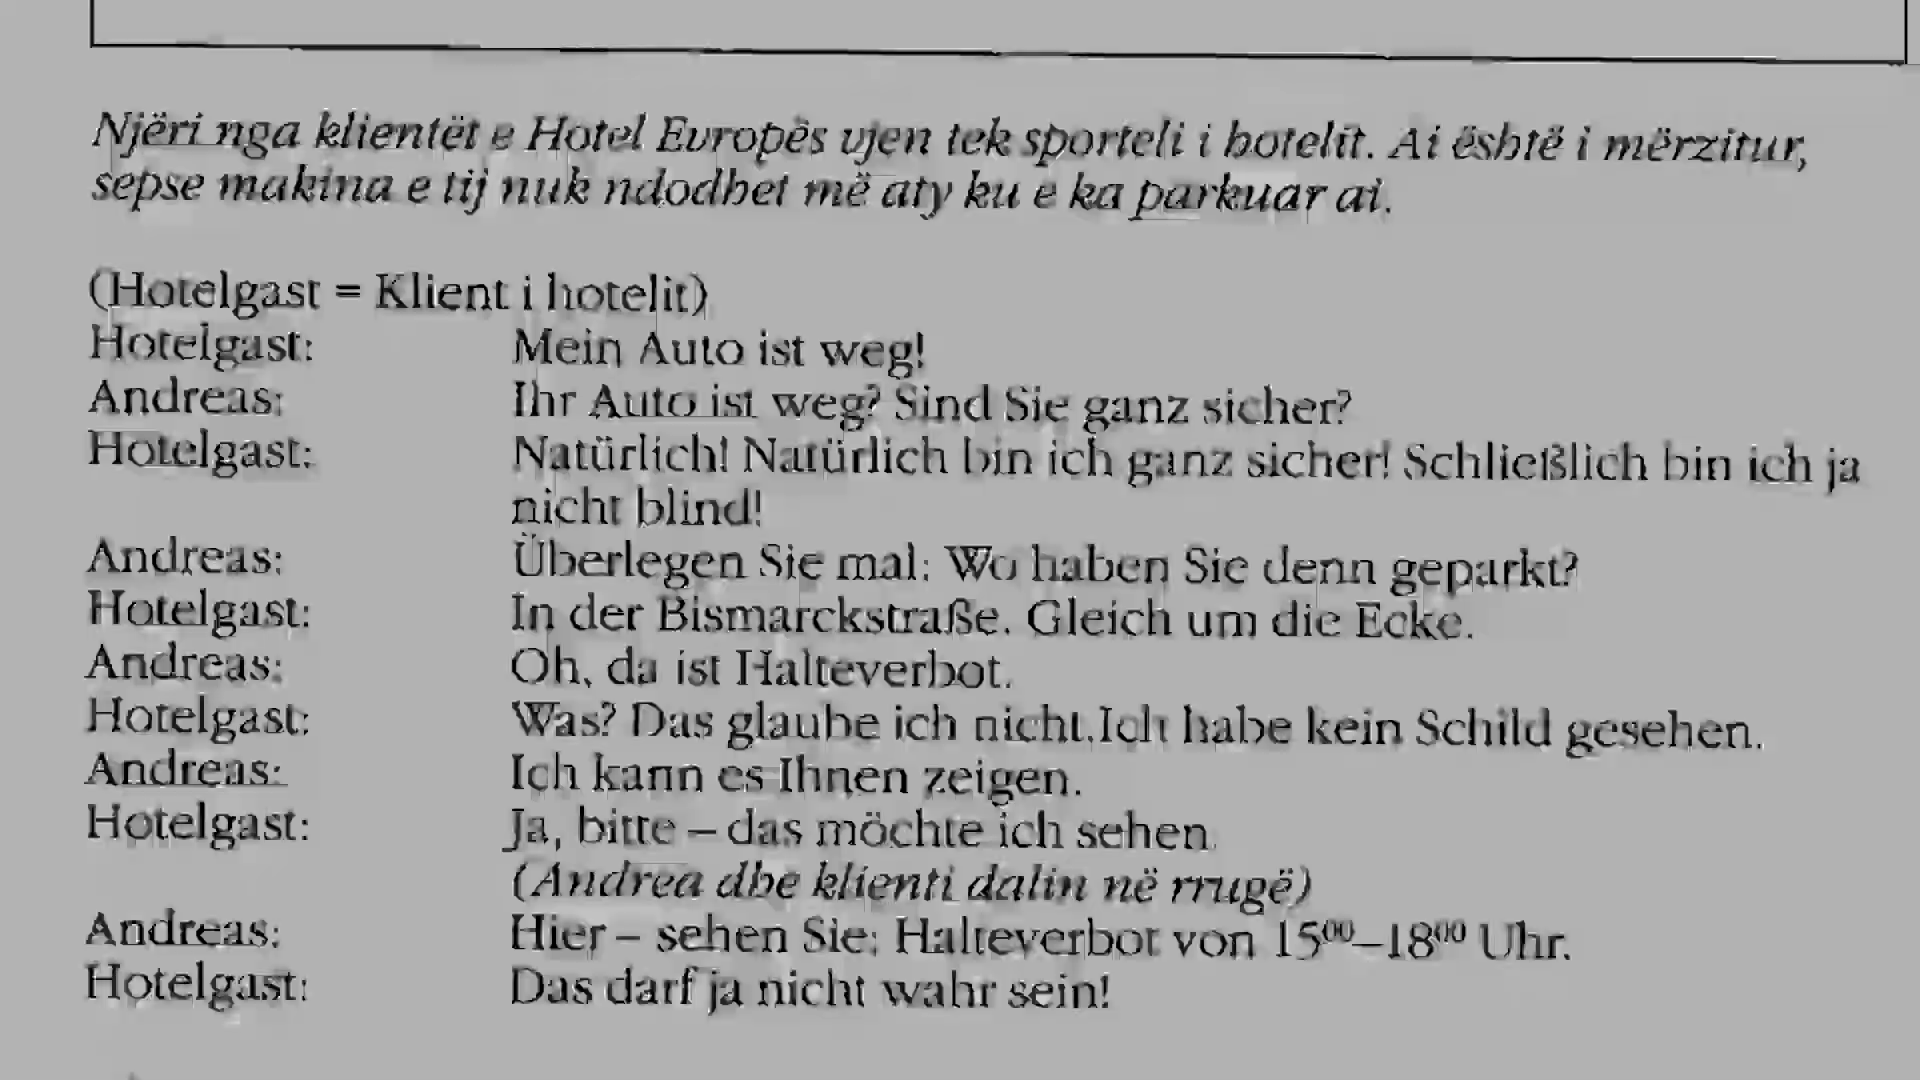 Njëri nga klientët e Hotel Evropës vjen tek sporteli i hotelit. Ai është i mërzitur,
sepse makina e tij nuk ndodhet më aty ku e ka parkuar ai.
(Hotelgast = Klient i hotelit)
Hotelgast: Mein Auto ist weg!
Andreas: Ihr Auto ist weg? Sind Sie ganz sicher?
Hotelgast: Natürlich! Natürlich bin ich ganz sicher! Schließlich bin ich ja
nicht blind!
Andreas: Überlegen Sie mal: Wo haben Sie denn geparkt?
Hotelgast: In der Bismarckstraße. Gleich um die Ecke.
Andreas: Oh, da ist Halteverbot.
Hotelgast: Was? Das glaube ich nicht.Ich habe kein Schild gesehen.
Andreas: Ich kann es Ihnen zeigen.
Hotelgast: Ja, bitte – das möchte ich sehen.
(Andrea dhe klienti dalin në rrugë)
Andreas: Hier – sehen Sie: Halteverbot von 15⁰⁰–18⁰⁰ Uhr.
Hotelgast: Das darf ja nicht wahr sein!